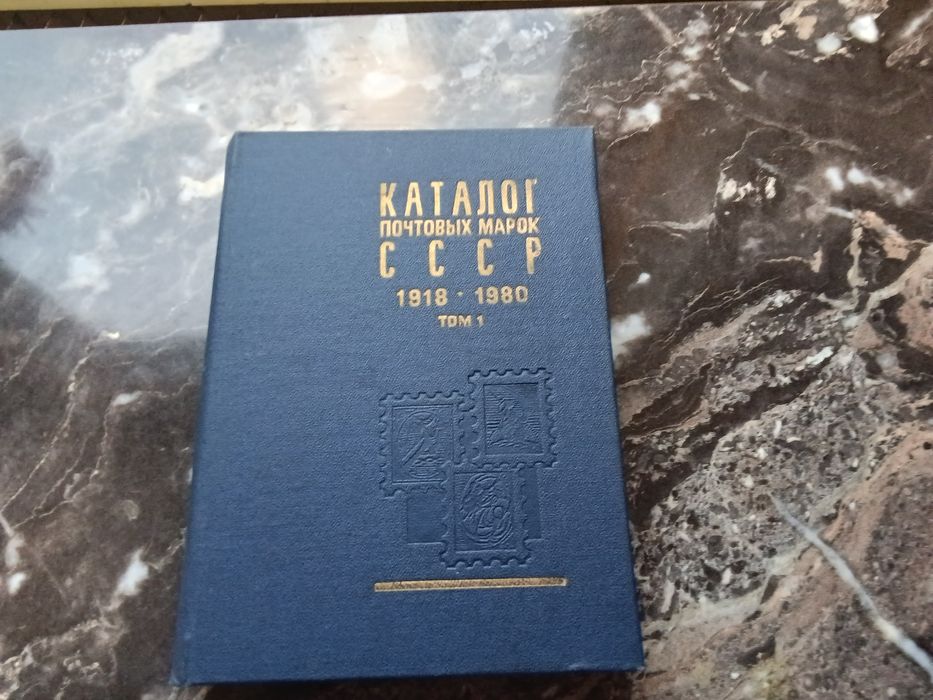 КАТАЛОГ
ПОЧТОВЫХ МАРОК
СССР
1918 · 1980
ТОМ 1